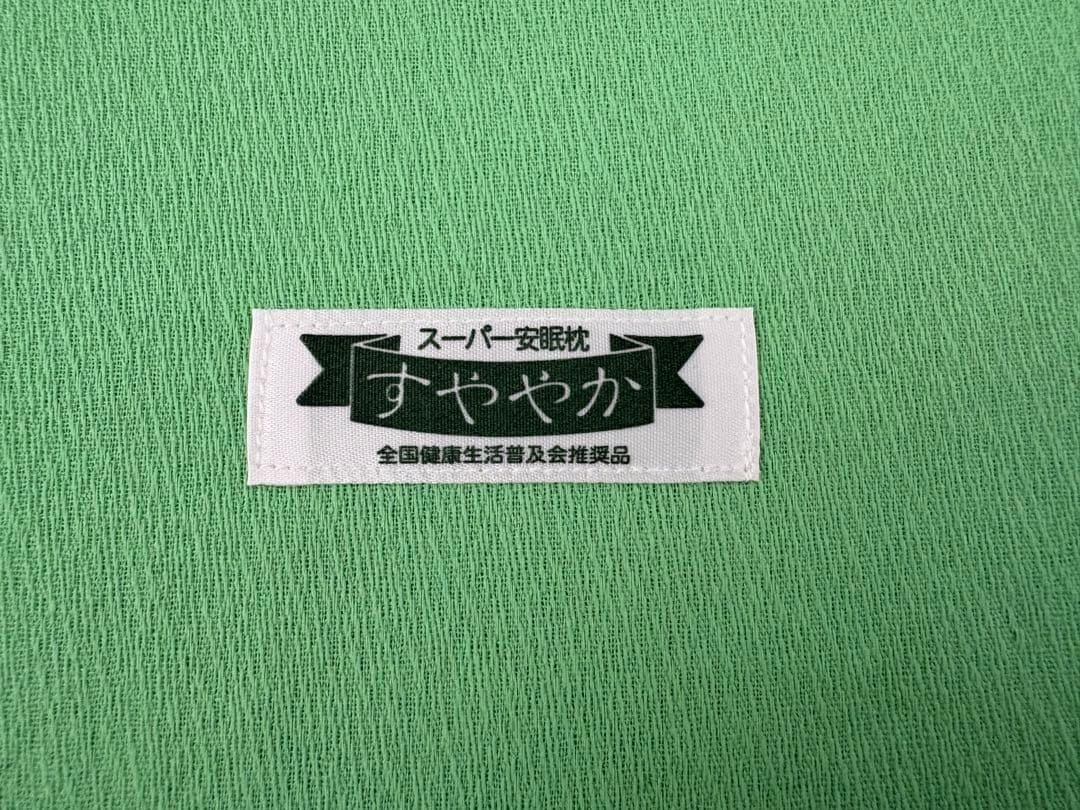 スーパー安眠枕
すややか
全国健康生活普及会推奨品